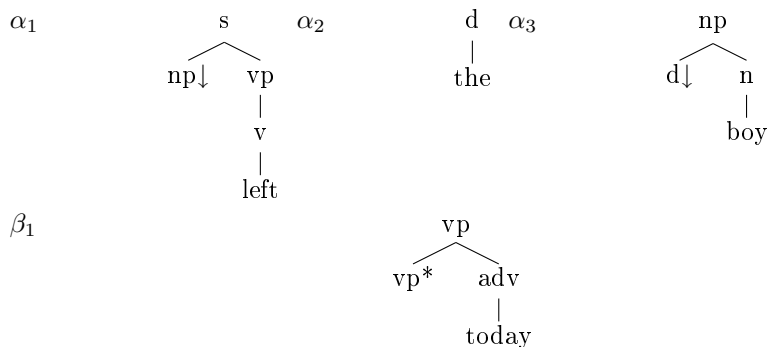 α₁ s α₂ d α₃ np
np↓ vp the d↓ n
v boy
left
β₁ vp
vp* adv
today